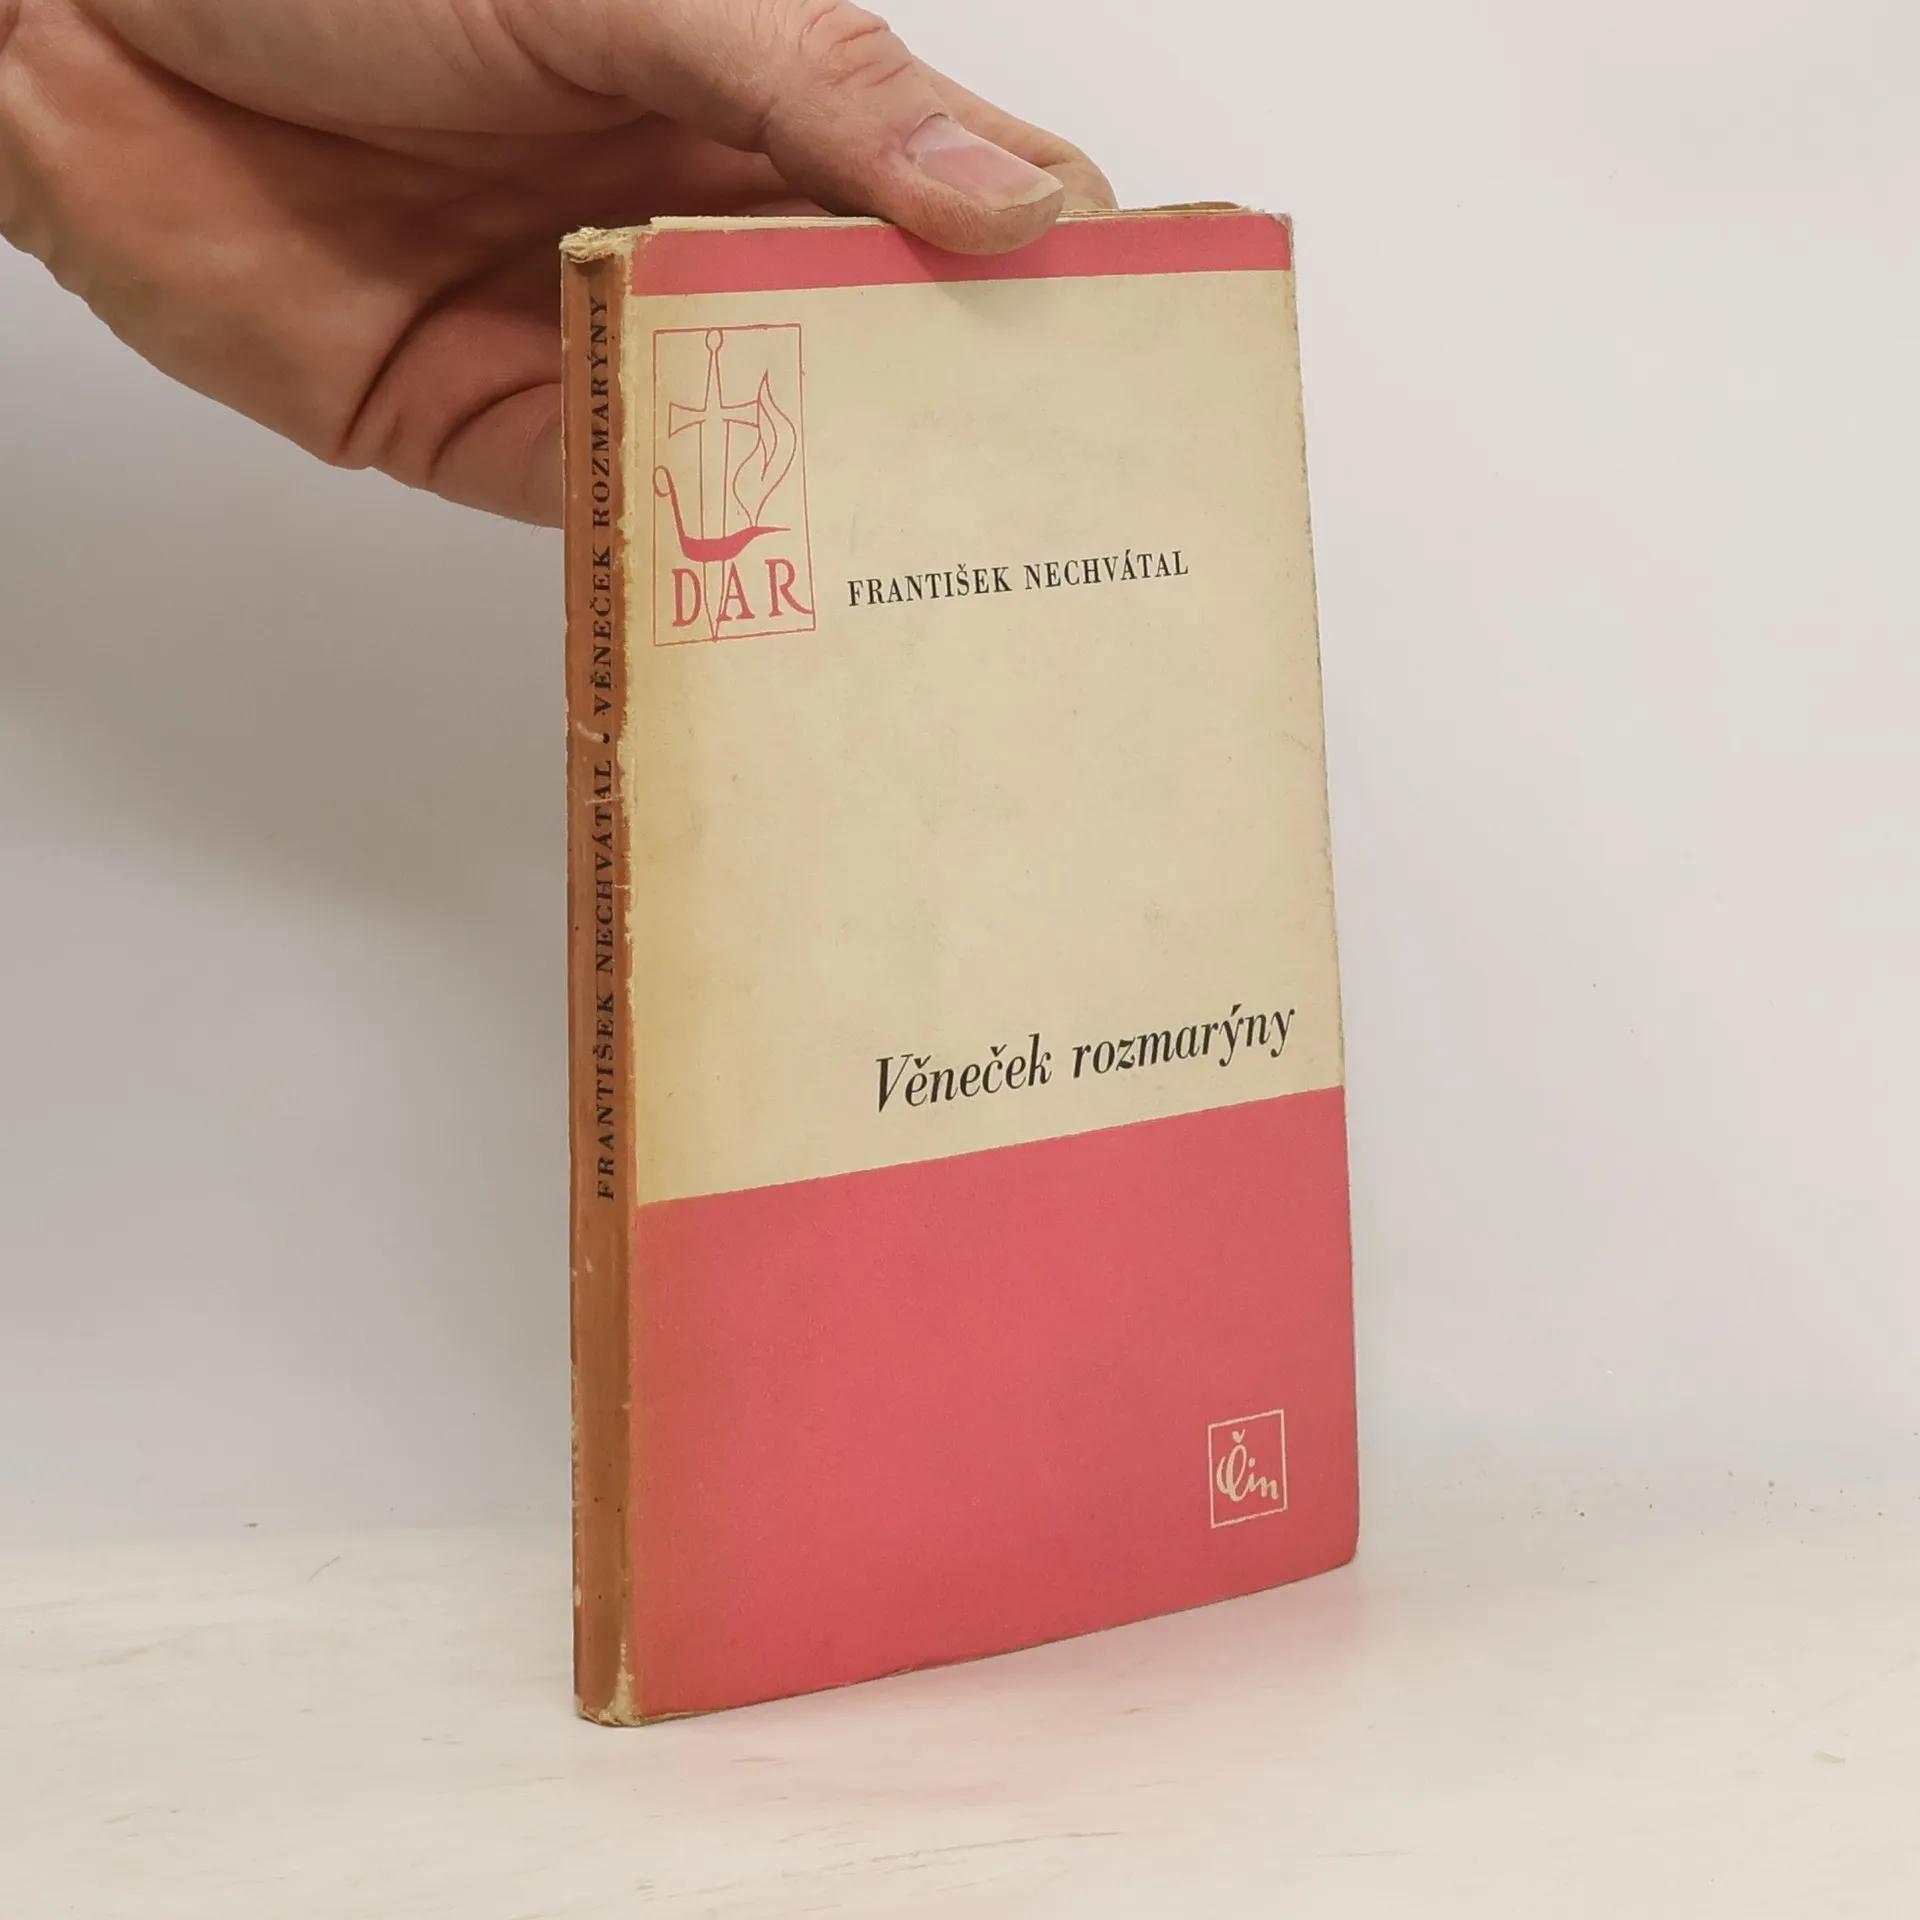 DAR
FRANTIŠEK NECHVÁTAL
Věneček rozmarýny
Čin
FRANTIŠEK NECHVÁTAL • VĚNEČEK ROZMARÝNY